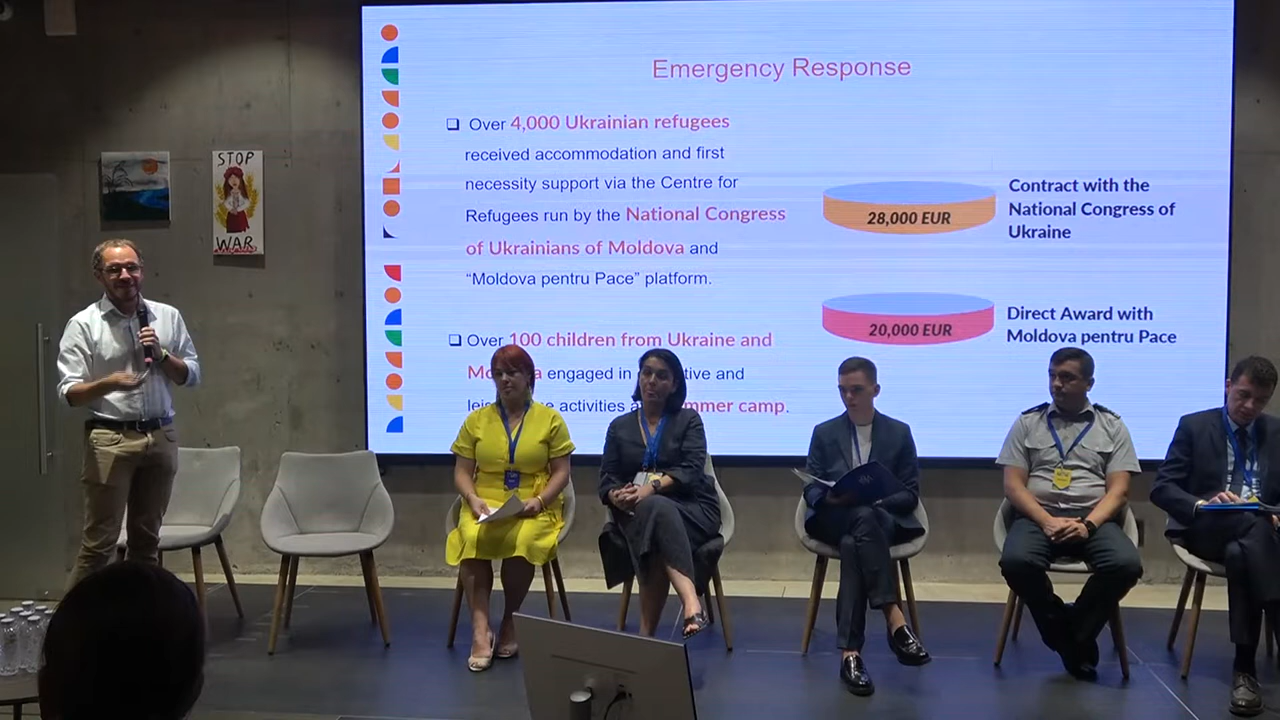 STOP
WAR
Emergency Response
Over 4,000 Ukrainian refugees
received accommodation and first
necessity support via the Centre for
Refugees run by the National Congress
of Ukrainians of Moldova and
“Moldova pentru Pace” platform.
Over 100 children from Ukraine and
engaged in
activities
camp.
28,000 EUR
Contract with the
National Congress of
Ukraine
20,000 EUR
Direct Award with
Moldova pentru Pace